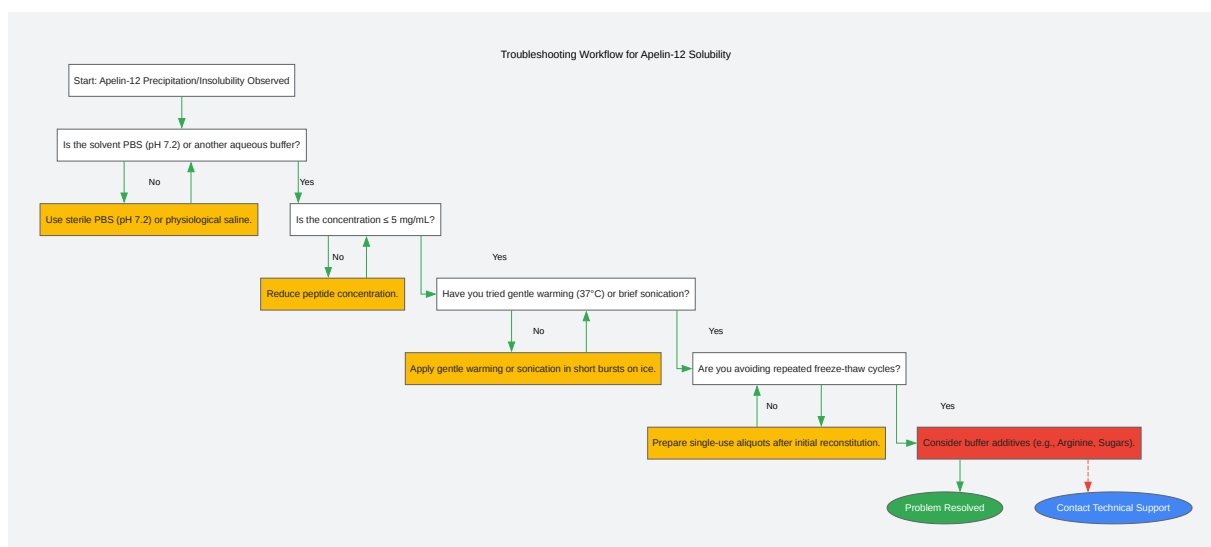 Troubleshooting Workflow for Apelin-12 Solubility
Start: Apelin-12 Precipitation/Insolubility Observed
Is the solvent PBS (pH 7.2) or another aqueous buffer?
No
Yes
Use sterile PBS (pH 7.2) or physiological saline.
Is the concentration ≤ 5 mg/mL?
No
Yes
Reduce peptide concentration.
Have you tried gentle warming (37°C) or brief sonication?
No
Yes
Apply gentle warming or sonication in short bursts on ice.
Are you avoiding repeated freeze-thaw cycles?
No
Yes
Prepare single-use aliquots after initial reconstitution.
Consider buffer additives (e.g., Arginine, Sugars).
Problem Resolved
Contact Technical Support